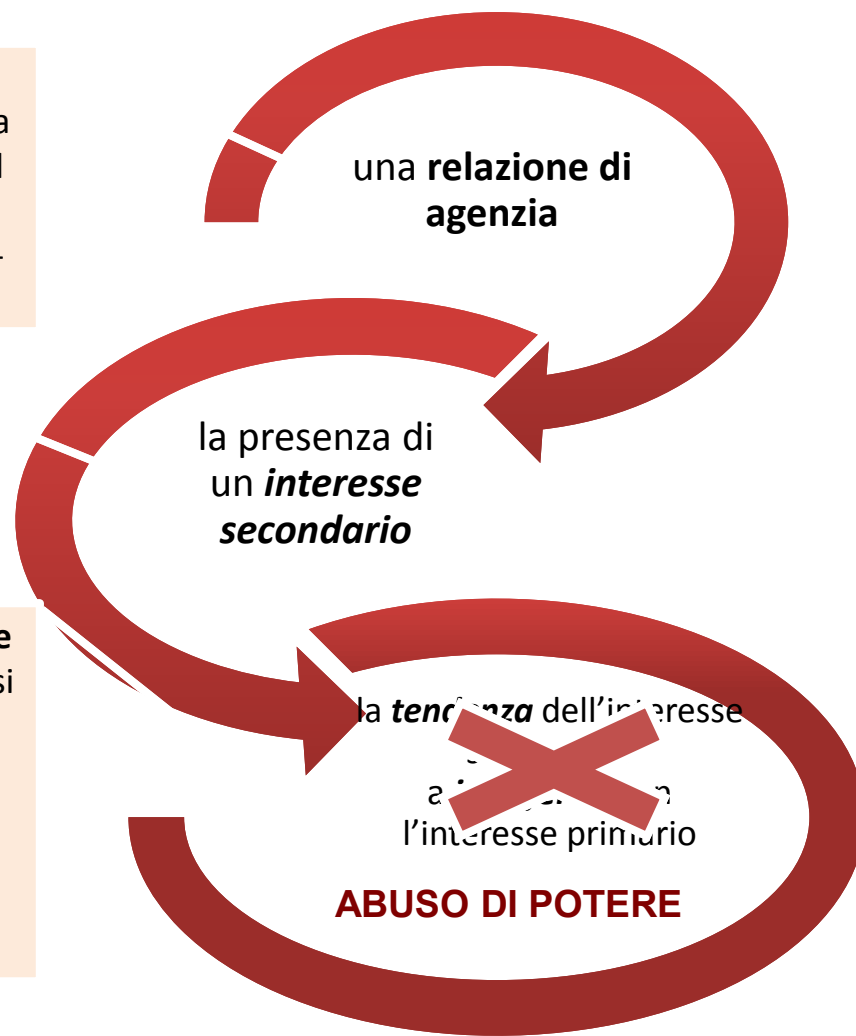 a
una relazione di
agenzia
la presenza di
un interesse
secondario
e
si
la tendenza dell’interesse
a
l’interesse primario
ABUSO DI POTERE